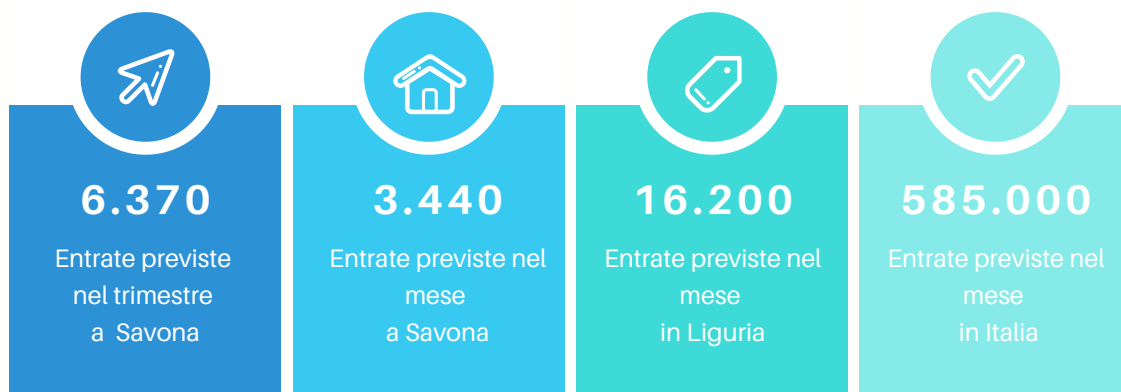 6.370
Entrate previste
nel trimestre
a Savona
3.440
Entrate previste nel
mese
a Savona
16.200
Entrate previste nel
mese
in Liguria
585.000
Entrate previste nel
mese
in Italia